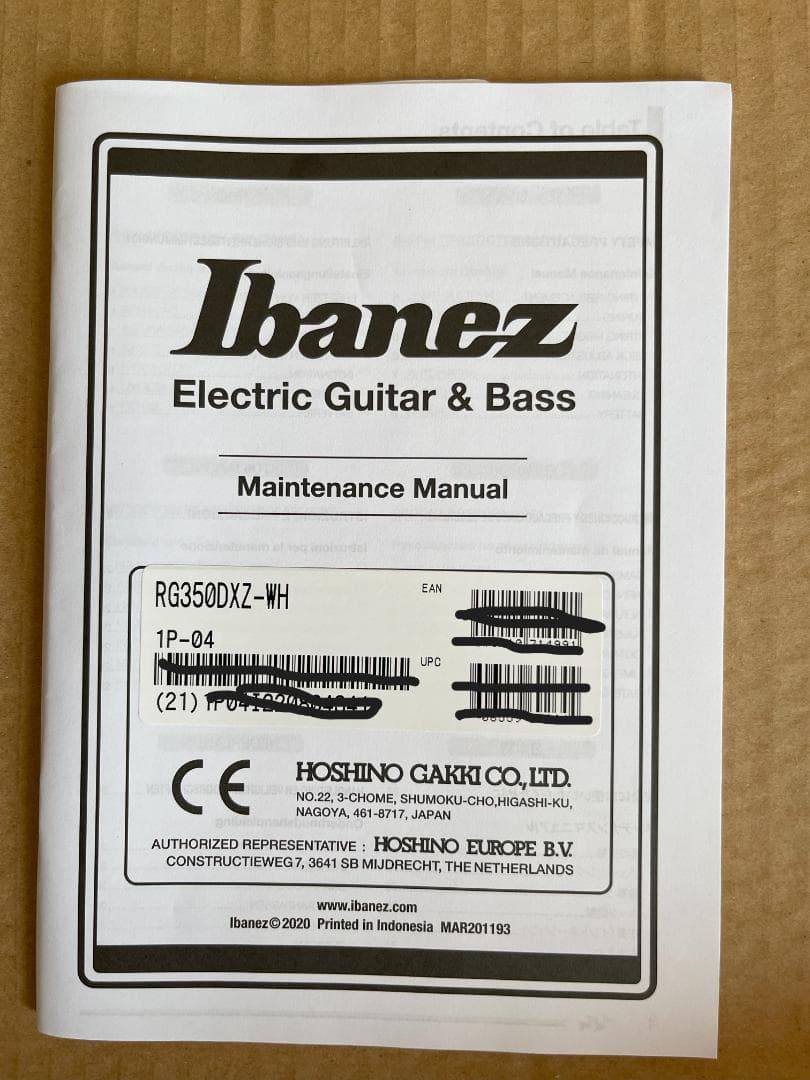 Ibanez
Electric Guitar & Bass
Maintenance Manual
RG350DXZ-WH
EAN
1P-04
UPC
(21)
CE
HOSHINO GAKKI CO.,LTD.
NO.22, 3-CHOME, SHUMOKU-CHO,HIGASHI-KU,
NAGOYA, 461-8717, JAPAN
AUTHORIZED REPRESENTATIVE : HOSHINO EUROPE B.V.
CONSTRUCTIEWEG 7, 3641 SB MIJDRECHT, THE NETHERLANDS
www.ibanez.com
Ibanez©2020 Printed in Indonesia MAR201193